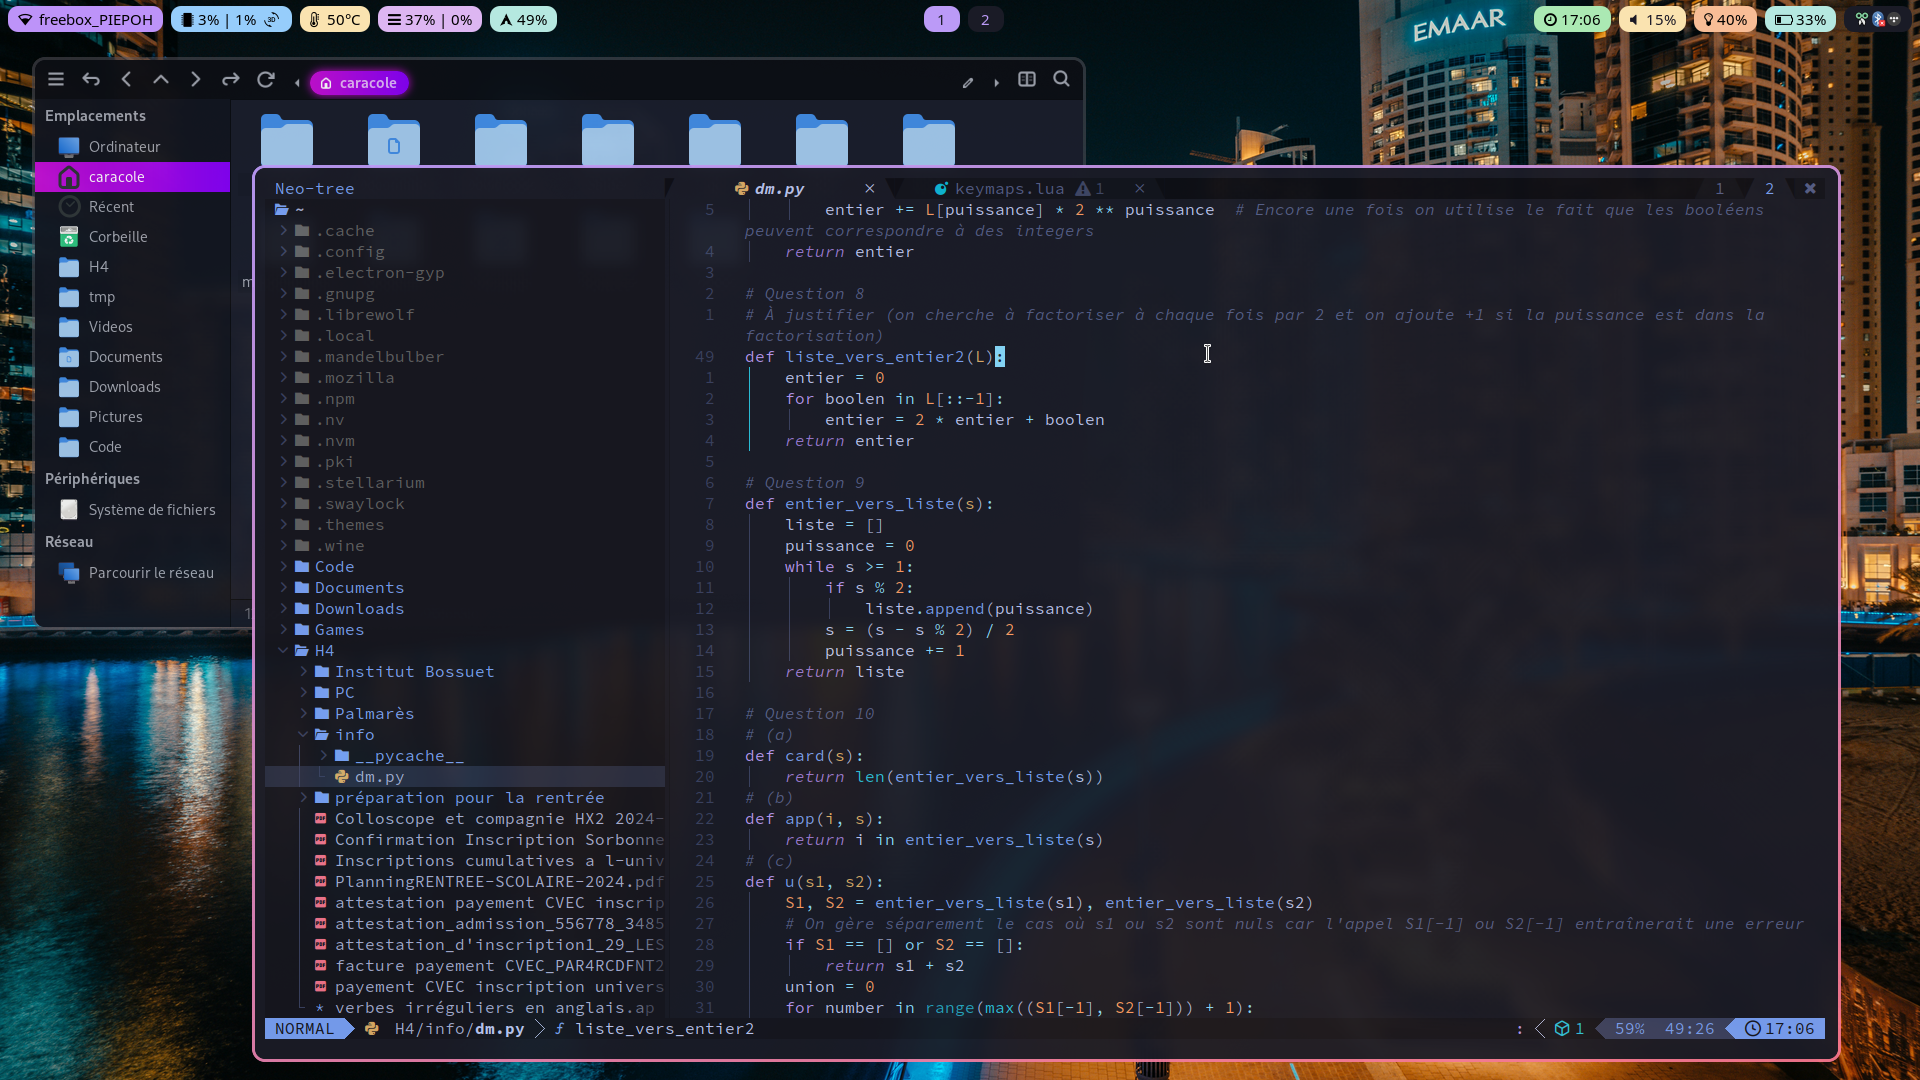 freebox_PIEPOH
3% | 1%
50°C
37% | 0%
49%
1
2
17:06
15%
40%
33%
EMAAR
caracole
Emplacements
Ordinateur
caracole
Récent
Corbeille
H4
tmp
Videos
Documents
Downloads
Pictures
Code
Périphériques
Système de fichiers
Réseau
Parcourir le réseau
Neo-tree
~
.cache
.config
.electron-gyp
.gnupg
.librewolf
.local
.mandelbulber
.mozilla
.npm
.nv
.nvm
.pki
.stellarium
.swaylock
.themes
.wine
Code
Documents
Downloads
Games
H4
Institut Bossuet
PC
Palmarès
info
__pycache__
dm.py
préparation pour la rentrée
Colloscope et compagnie HX2 2024-
Confirmation Inscription Sorbonne
Inscriptions cumulatives a l-univ
PlanningRENTREE-SCOLAIRE-2024.pdf
attestation payement CVEC inscrip
attestation_admission_556778_3485
attestation_d'inscription1_29_LES
facture payement CVEC_PAR4RCDFNT2
payement CVEC inscription univers
* verbes irréguliers en anglais.ap
dm.py
keymaps.lua 1
1
2
5 entier += L[puissance] * 2 ** puissance # Encore une fois on utilise le fait que les booléens
peuvent correspondre à des integers
4 return entier
3
2 # Question 8
1 # À justifier (on cherche à factoriser à chaque fois par 2 et on ajoute +1 si la puissance est dans la
factorisation)
49 def liste_vers_entier2(L):
1 entier = 0
2 for boolen in L[::-1]:
3 entier = 2 * entier + boolen
4 return entier
5
6 # Question 9
7 def entier_vers_liste(s):
8 liste = []
9 puissance = 0
10 while s >= 1:
11 if s % 2:
12 liste.append(puissance)
13 s = (s - s % 2) / 2
14 puissance += 1
15 return liste
16
17 # Question 10
18 # (a)
19 def card(s):
20 return len(entier_vers_liste(s))
21 # (b)
22 def app(i, s):
23 return i in entier_vers_liste(s)
24 # (c)
25 def u(s1, s2):
26 S1, S2 = entier_vers_liste(s1), entier_vers_liste(s2)
27 # On gère séparement le cas où s1 ou s2 sont nuls car l'appel S1[-1] ou S2[-1] entraînerait une erreur
28 if S1 == [] or S2 == []:
29 return s1 + s2
30 union = 0
31 for number in range(max((S1[-1], S2[-1])) + 1):
NORMAL H4/info/dm.py ƒ liste_vers_entier2 : 1 59% 49:26 17:06